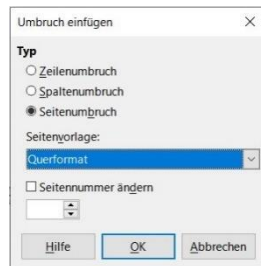 Umbruch einfügen
Typ
Zeilenumbruch
Spaltenumbruch
Seitenumbruch
Seitenvorlage:
Querformat
Seitennummer ändern
Hilfe OK Abbrechen